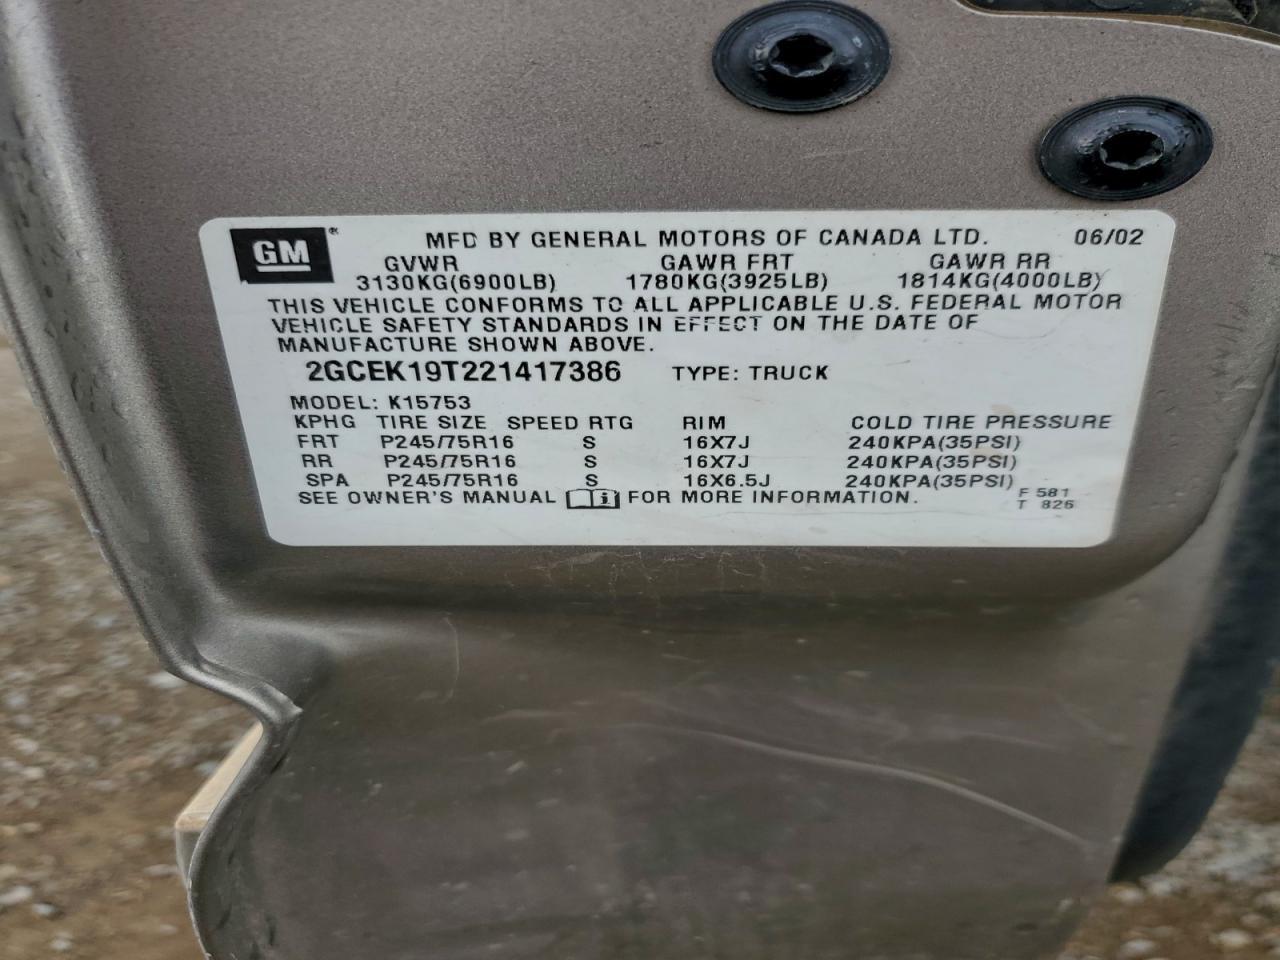 GM®
MFD BY GENERAL MOTORS OF CANADA LTD. 06/02
GVWR GAWR FRT GAWR RR
3130KG(6900LB) 1780KG(3925LB) 1814KG(4000LB)
THIS VEHICLE CONFORMS TO ALL APPLICABLE U.S. FEDERAL MOTOR
VEHICLE SAFETY STANDARDS IN EFFECT ON THE DATE OF
MANUFACTURE SHOWN ABOVE.
2GCEK19T221417386 TYPE: TRUCK
MODEL: K15753
KPHG TIRE SIZE SPEED RTG RIM COLD TIRE PRESSURE
FRT P245/75R16 S 16X7J 240KPA(35PSI)
RR P245/75R16 S 16X7J 240KPA(35PSI)
SPA P245/75R16 S 16X6.5J 240KPA(35PSI)
SEE OWNER'S MANUAL i FOR MORE INFORMATION.
F 581
T 826